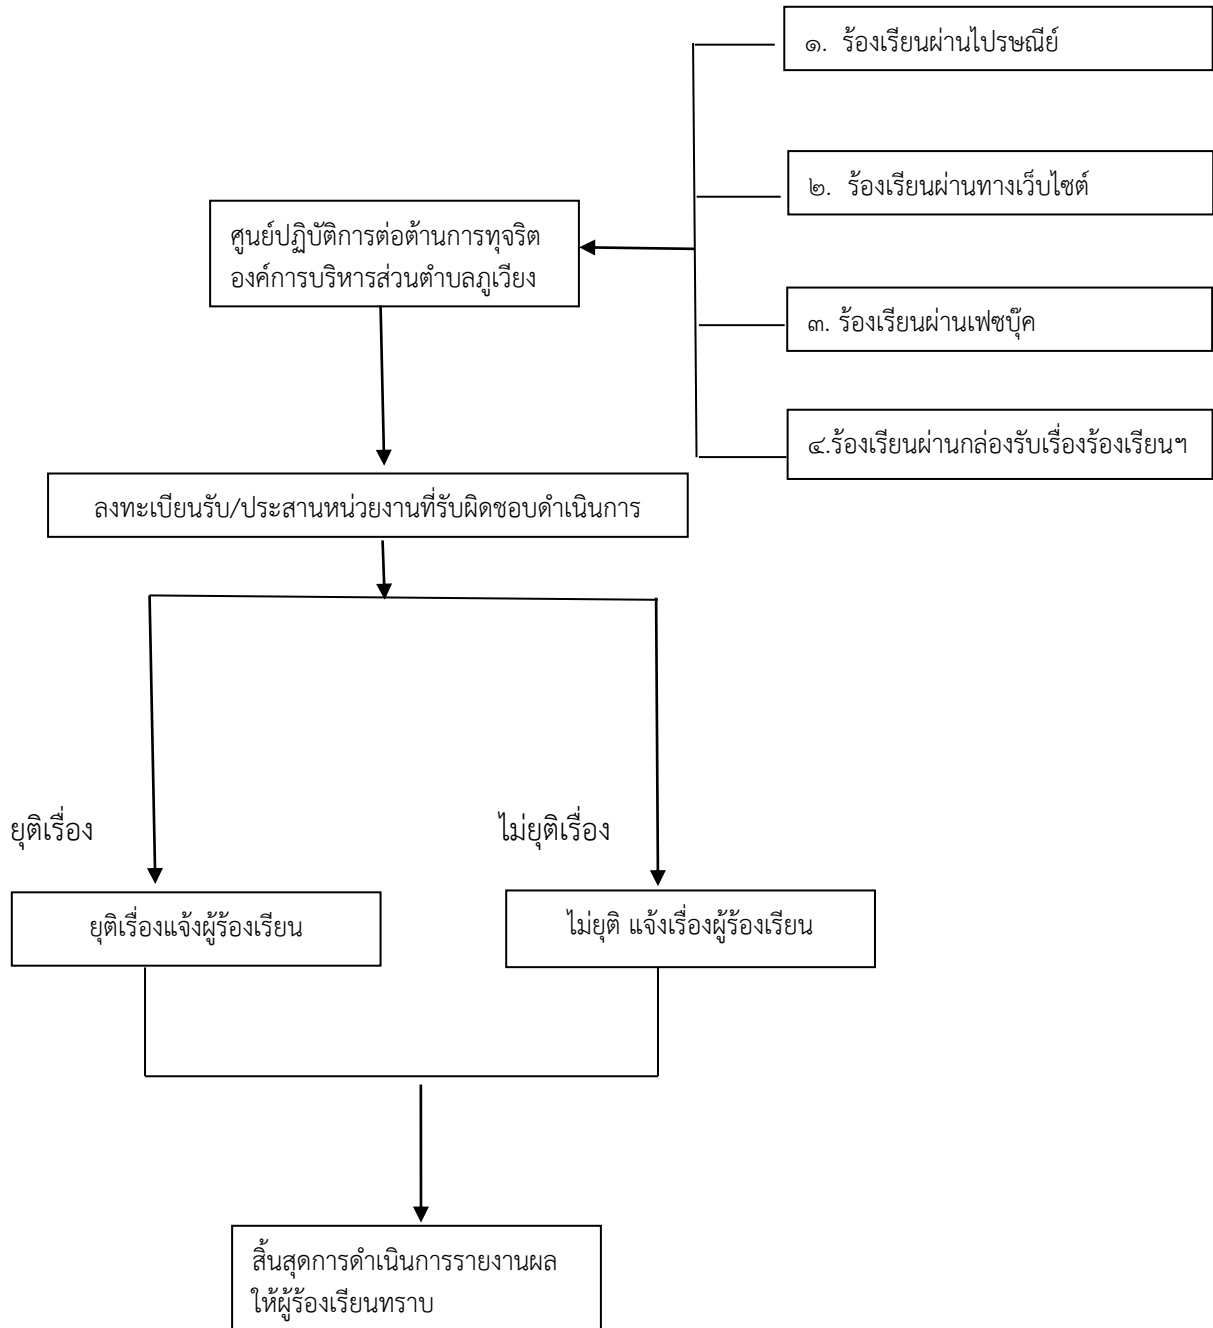 ๑. ร้องเรียนผ่านไปรษณีย์
๒. ร้องเรียนผ่านทางเว็บไซต์
ศูนย์ปฏิบัติการต่อต้านการทุจริต
องค์การบริหารส่วนตำบลภูเวียง
๓. ร้องเรียนผ่านเฟซบุ๊ค
๔.ร้องเรียนผ่านกล่องรับเรื่องร้องเรียนฯ
ลงทะเบียนรับ/ประสานหน่วยงานที่รับผิดชอบดำเนินการ
ยุติเรื่อง
ไม่ยุติเรื่อง
ยุติเรื่องแจ้งผู้ร้องเรียน
ไม่ยุติ แจ้งเรื่องผู้ร้องเรียน
สิ้นสุดการดำเนินการรายงานผล
ให้ผู้ร้องเรียนทราบ